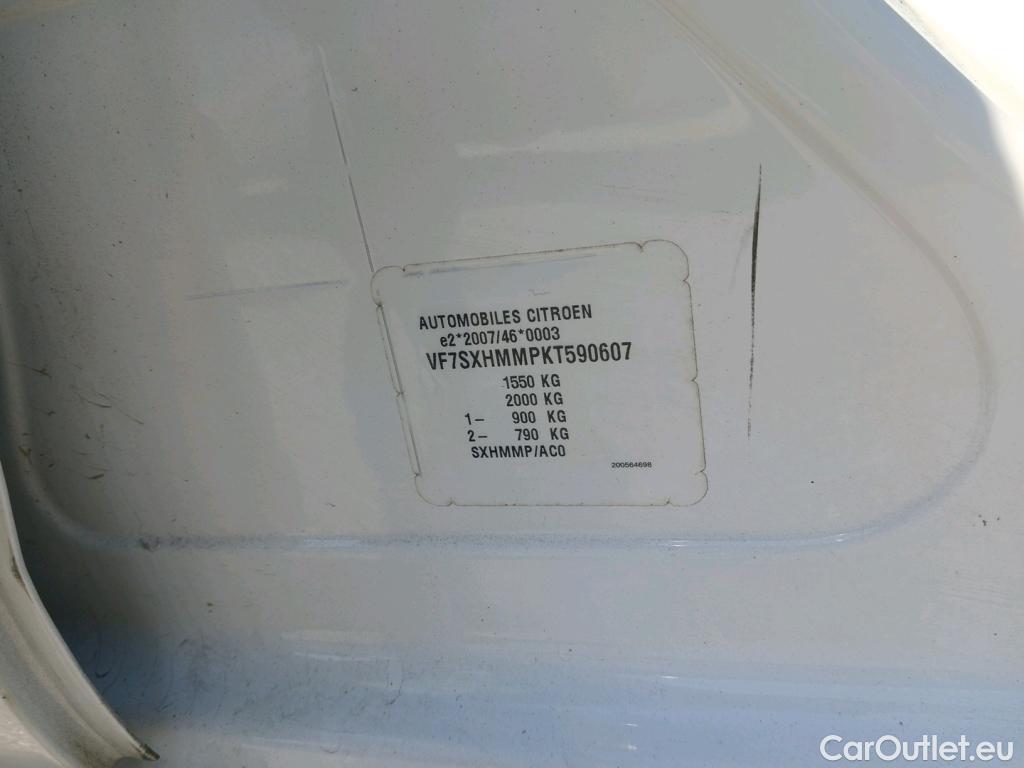 AUTOMOBILES CITROEN
e2*2007/46*0003
VF7SXHMMPKT590607
1550 KG
2000 KG
1- 900 KG
2- 790 KG
SXHMMP/AC0
200564698
CarOutlet.eu